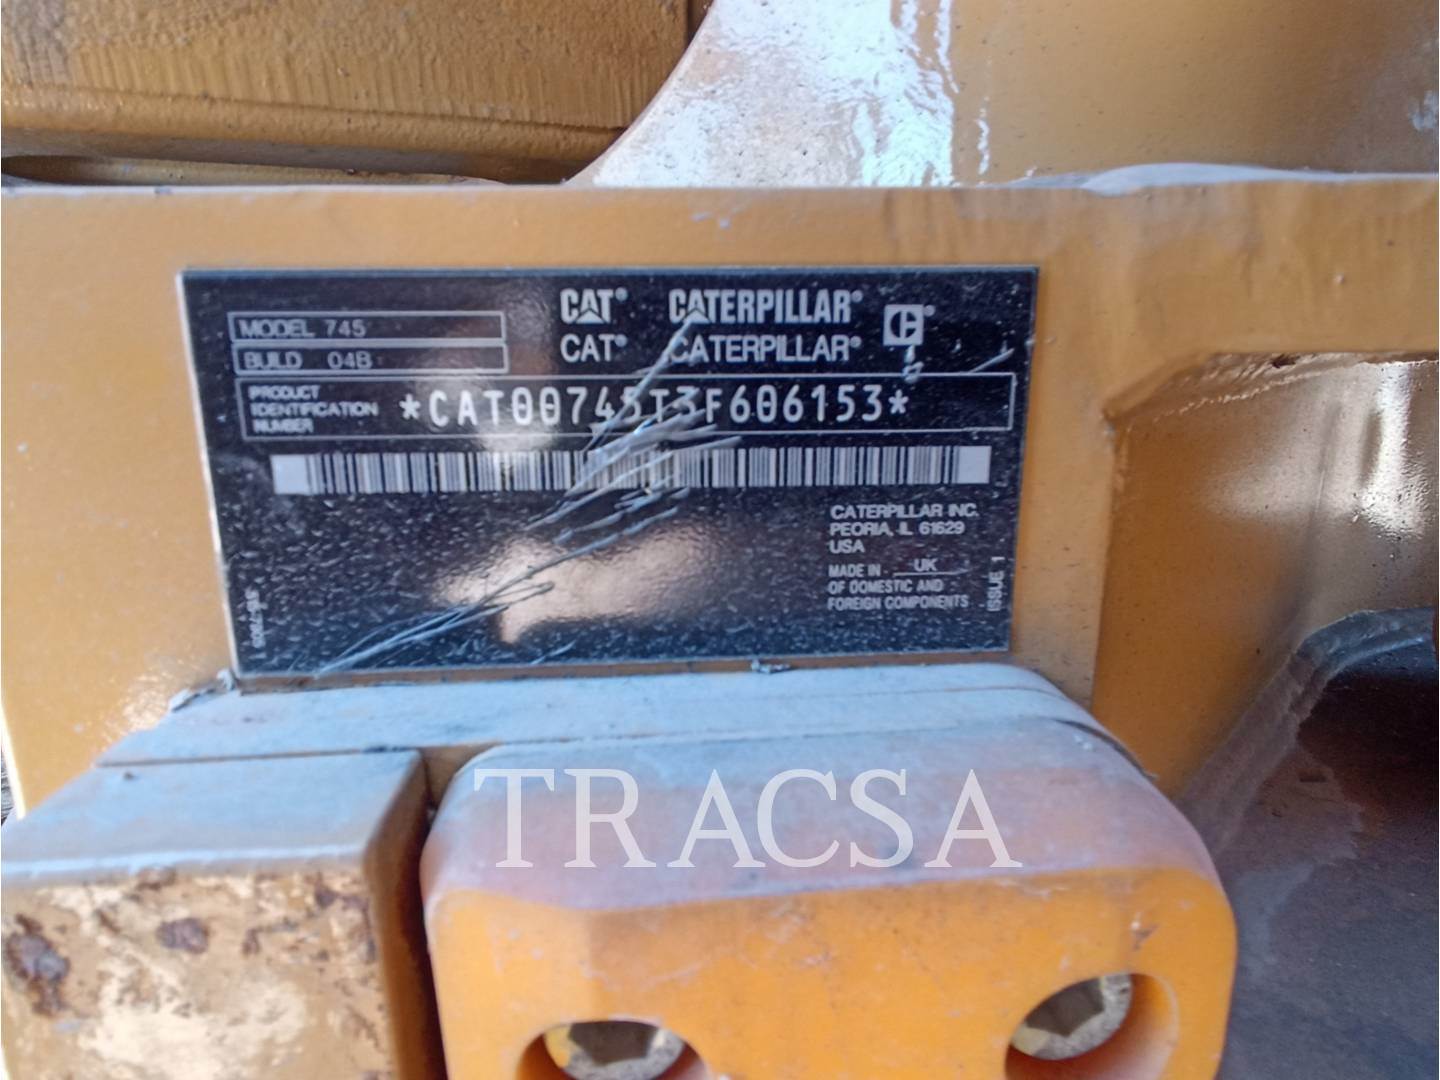 MODEL 745
BUILD 04B
CAT® CATERPILLAR®
CAT® CATERPILLAR®
PRODUCT
IDENTIFICATION
NUMBER
*CAT00745T3F606153*
CATERPILLAR INC.
PEORIA, IL 61629
USA
MADE IN UK
OF DOMESTIC AND
FOREIGN COMPONENTS
ISSUE 1
TRACSA